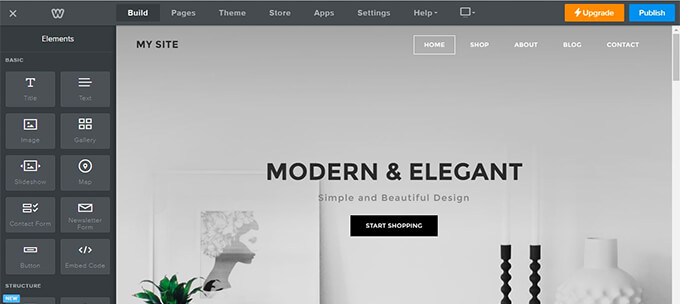 Build Pages Theme Store Apps Settings Help Upgrade Publish
Elements
BASIC
Title Text
Image Gallery
Slideshow Map
Contact Form Newsletter Form
Button Embed Code
STRUCTURE
NEW
MY SITE HOME SHOP ABOUT BLOG CONTACT
MODERN & ELEGANT
Simple and Beautiful Design
START SHOPPING